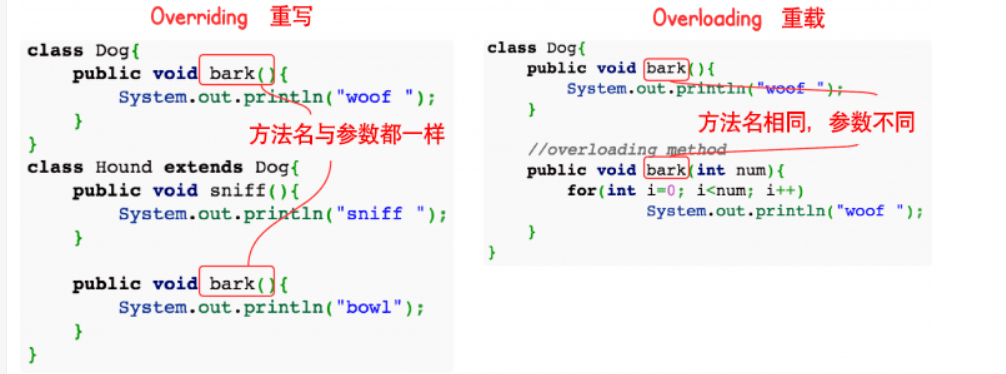 Overriding 重写
class Dog{
public void bark(){
System.out.println("woof ");
}
}
方法名与参数都一样
class Hound extends Dog{
public void sniff(){
System.out.println("sniff ");
}
public void bark(){
System.out.println("bowl");
}
}
Overloading 重载
class Dog{
public void bark(){
System.out.println("woof ");
}
方法名相同，参数不同
//overloading method
public void bark(int num){
for(int i=0; i<num; i++)
System.out.println("woof ");
}
}